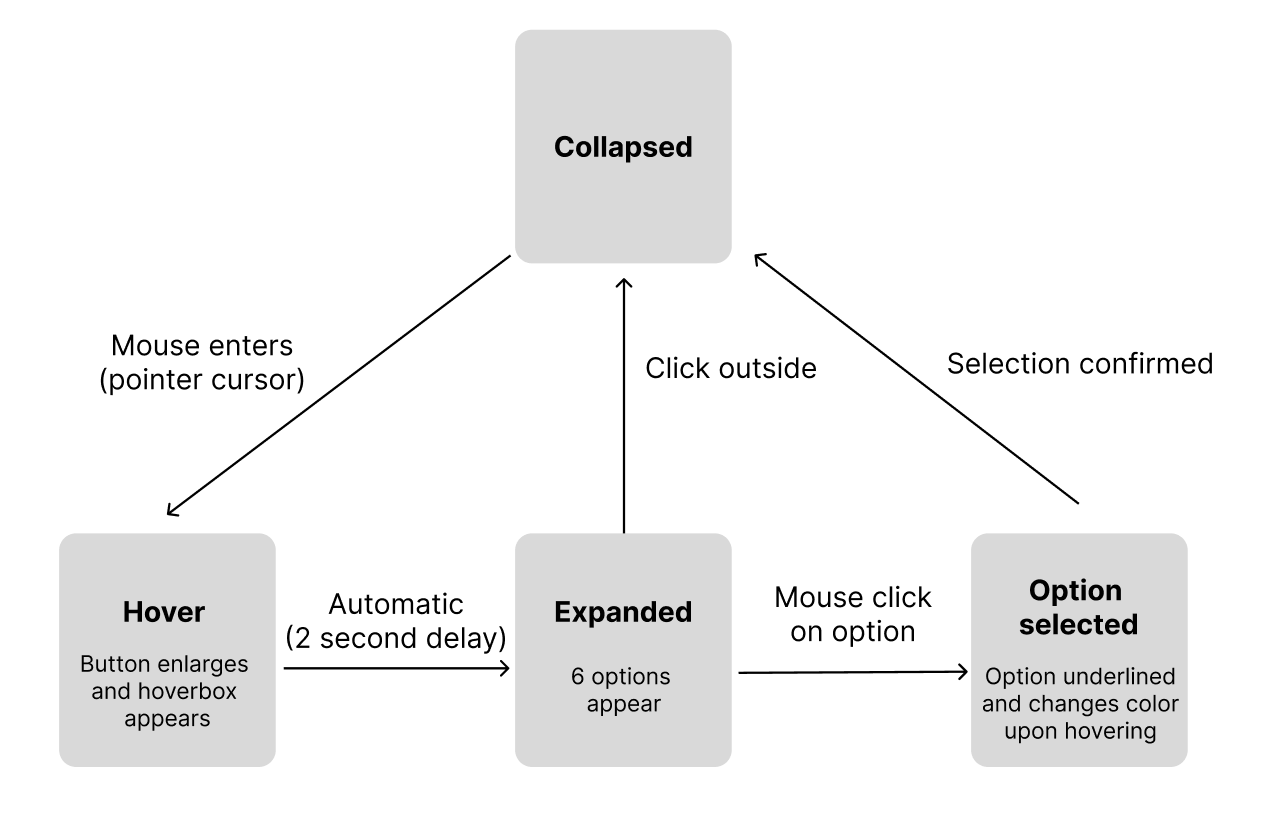 Collapsed
Mouse enters
(pointer cursor)
Click outside
Selection confirmed
Hover
Button enlarges
and hoverbox
appears
Automatic
(2 second delay)
Expanded
6 options
appear
Mouse click
on option
Option
selected
Option underlined
and changes color
upon hovering